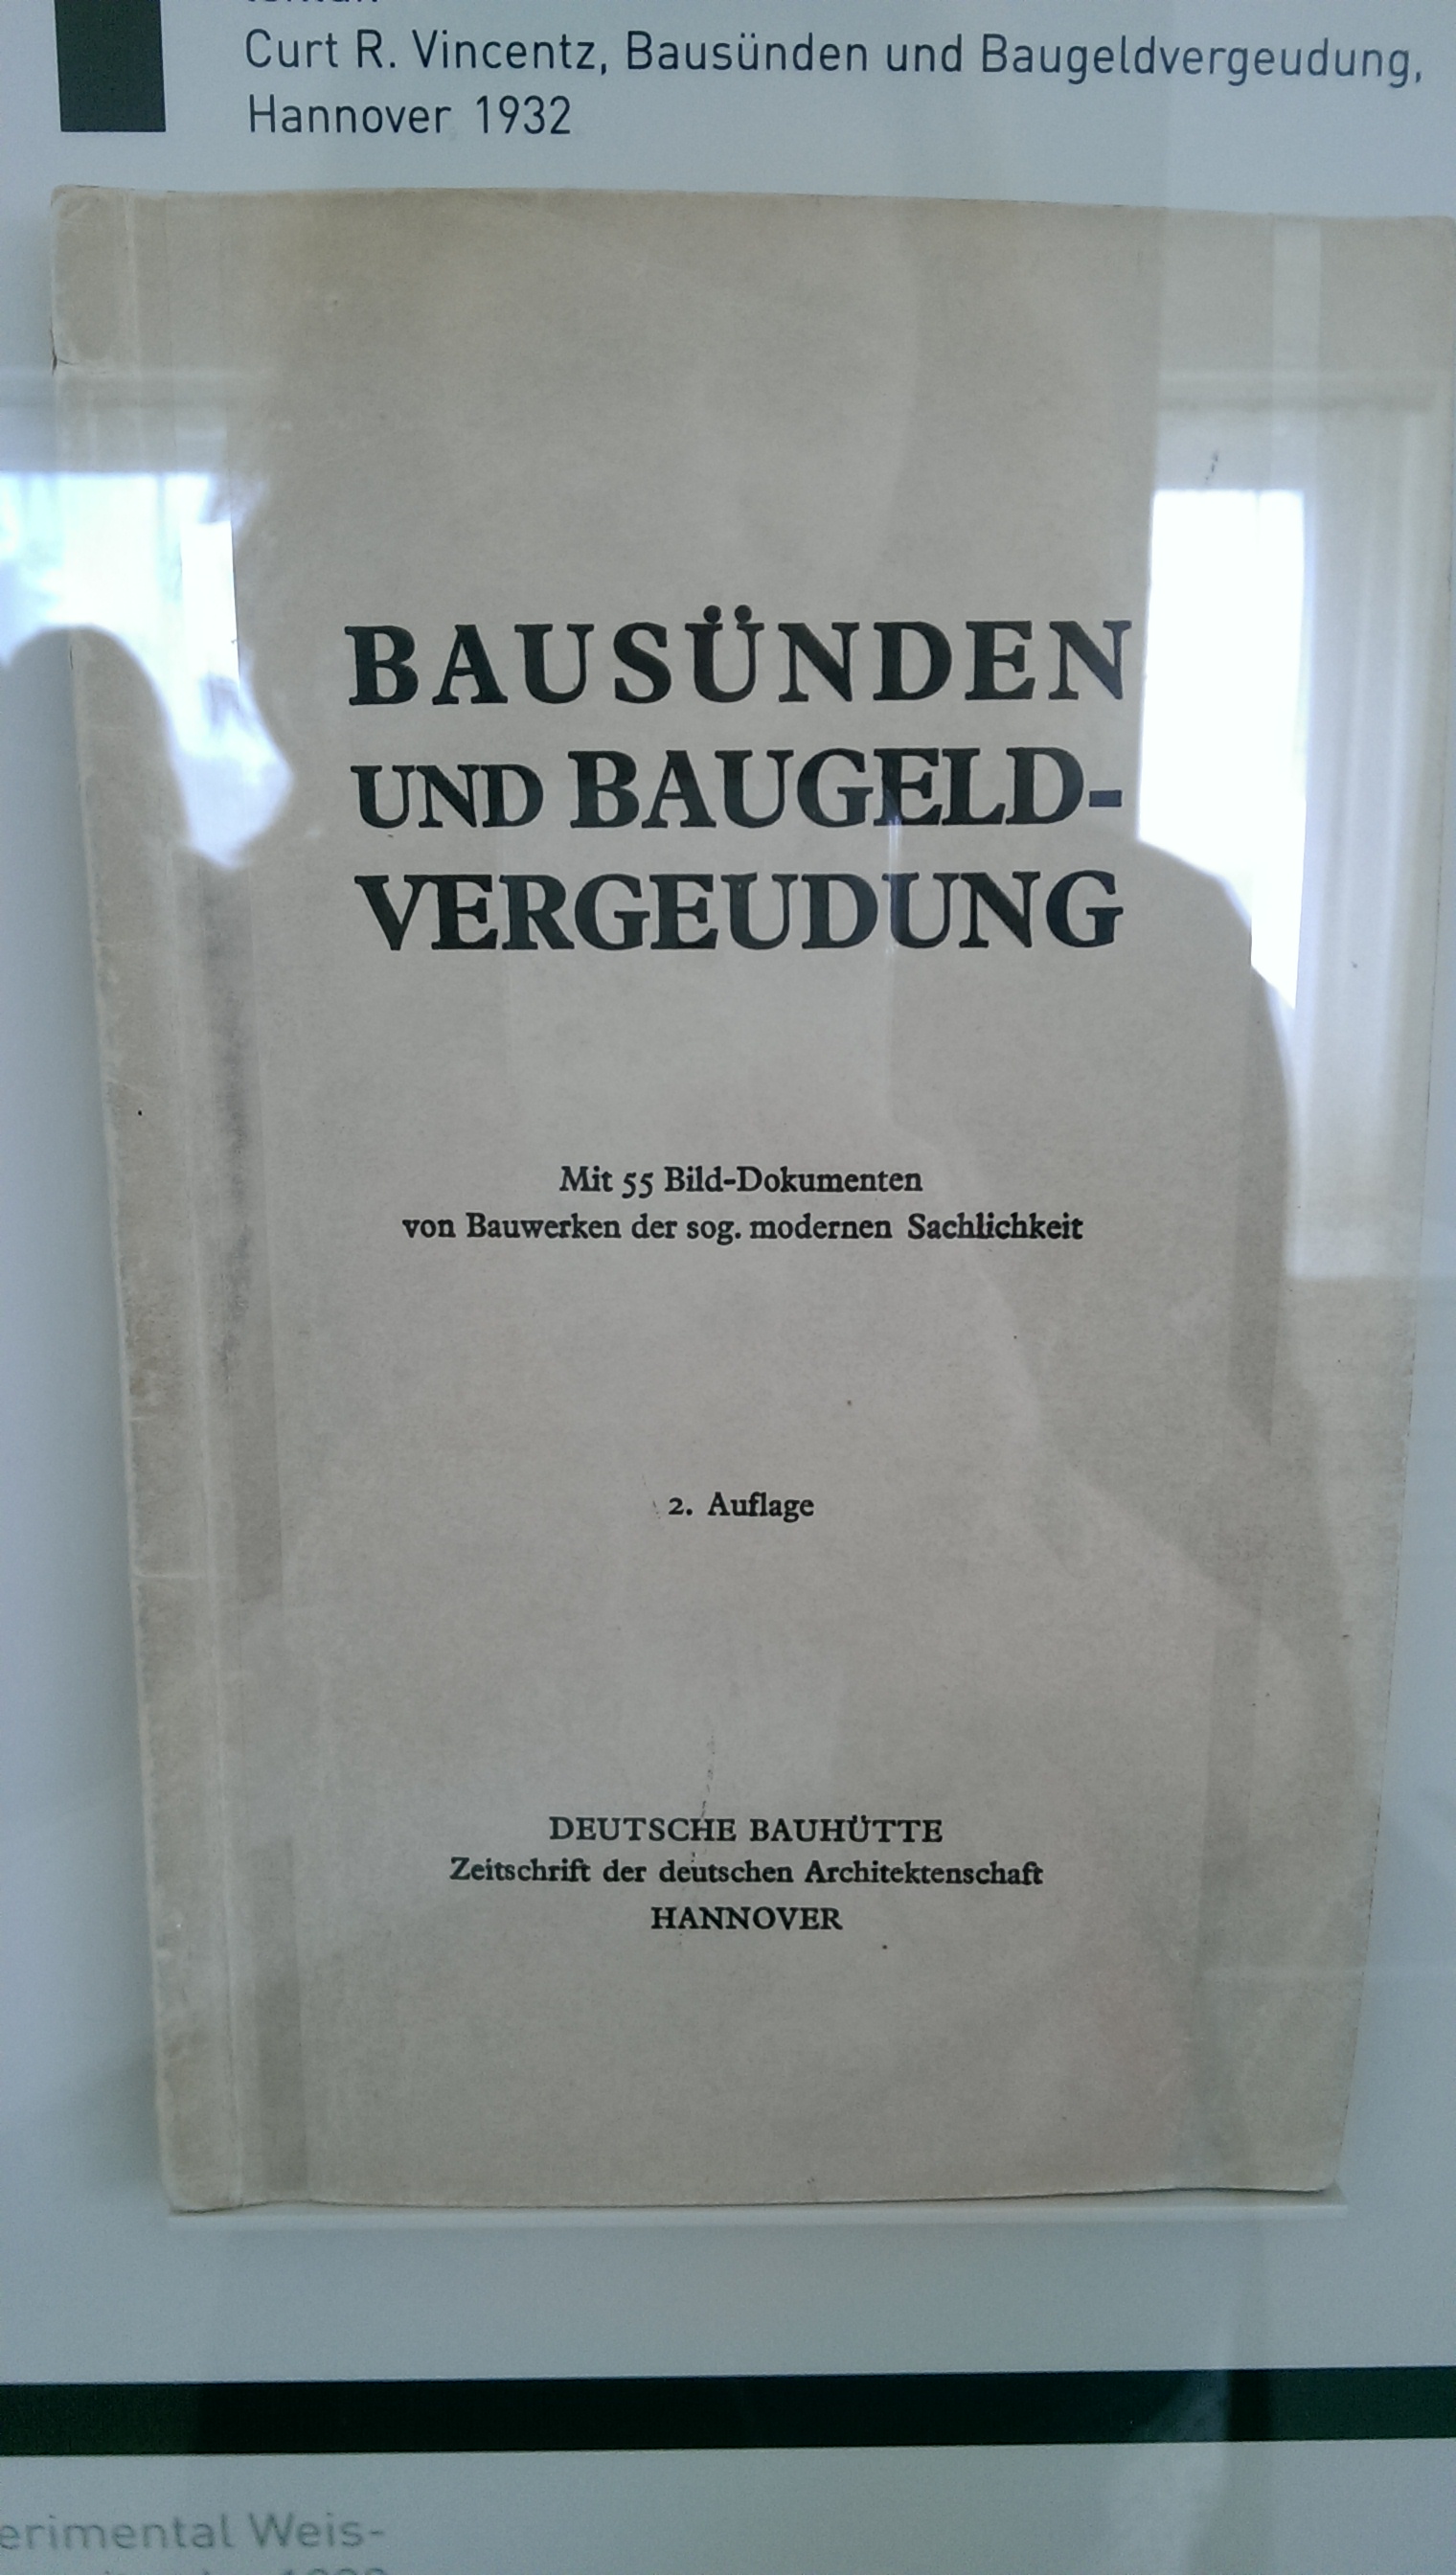 Curt R. Vincentz, Bausünden und Baugeldvergeudung,
Hannover 1932
BAUSÜNDEN
UND BAUGELD-
VERGEUDUNG
Mit 55 Bild-Dokumenten
von Bauwerken der sog. modernen Sachlichkeit
2. Auflage
DEUTSCHE BAUHÜTTE
Zeitschrift der deutschen Architektenschaft
HANNOVER
erimental Weis-